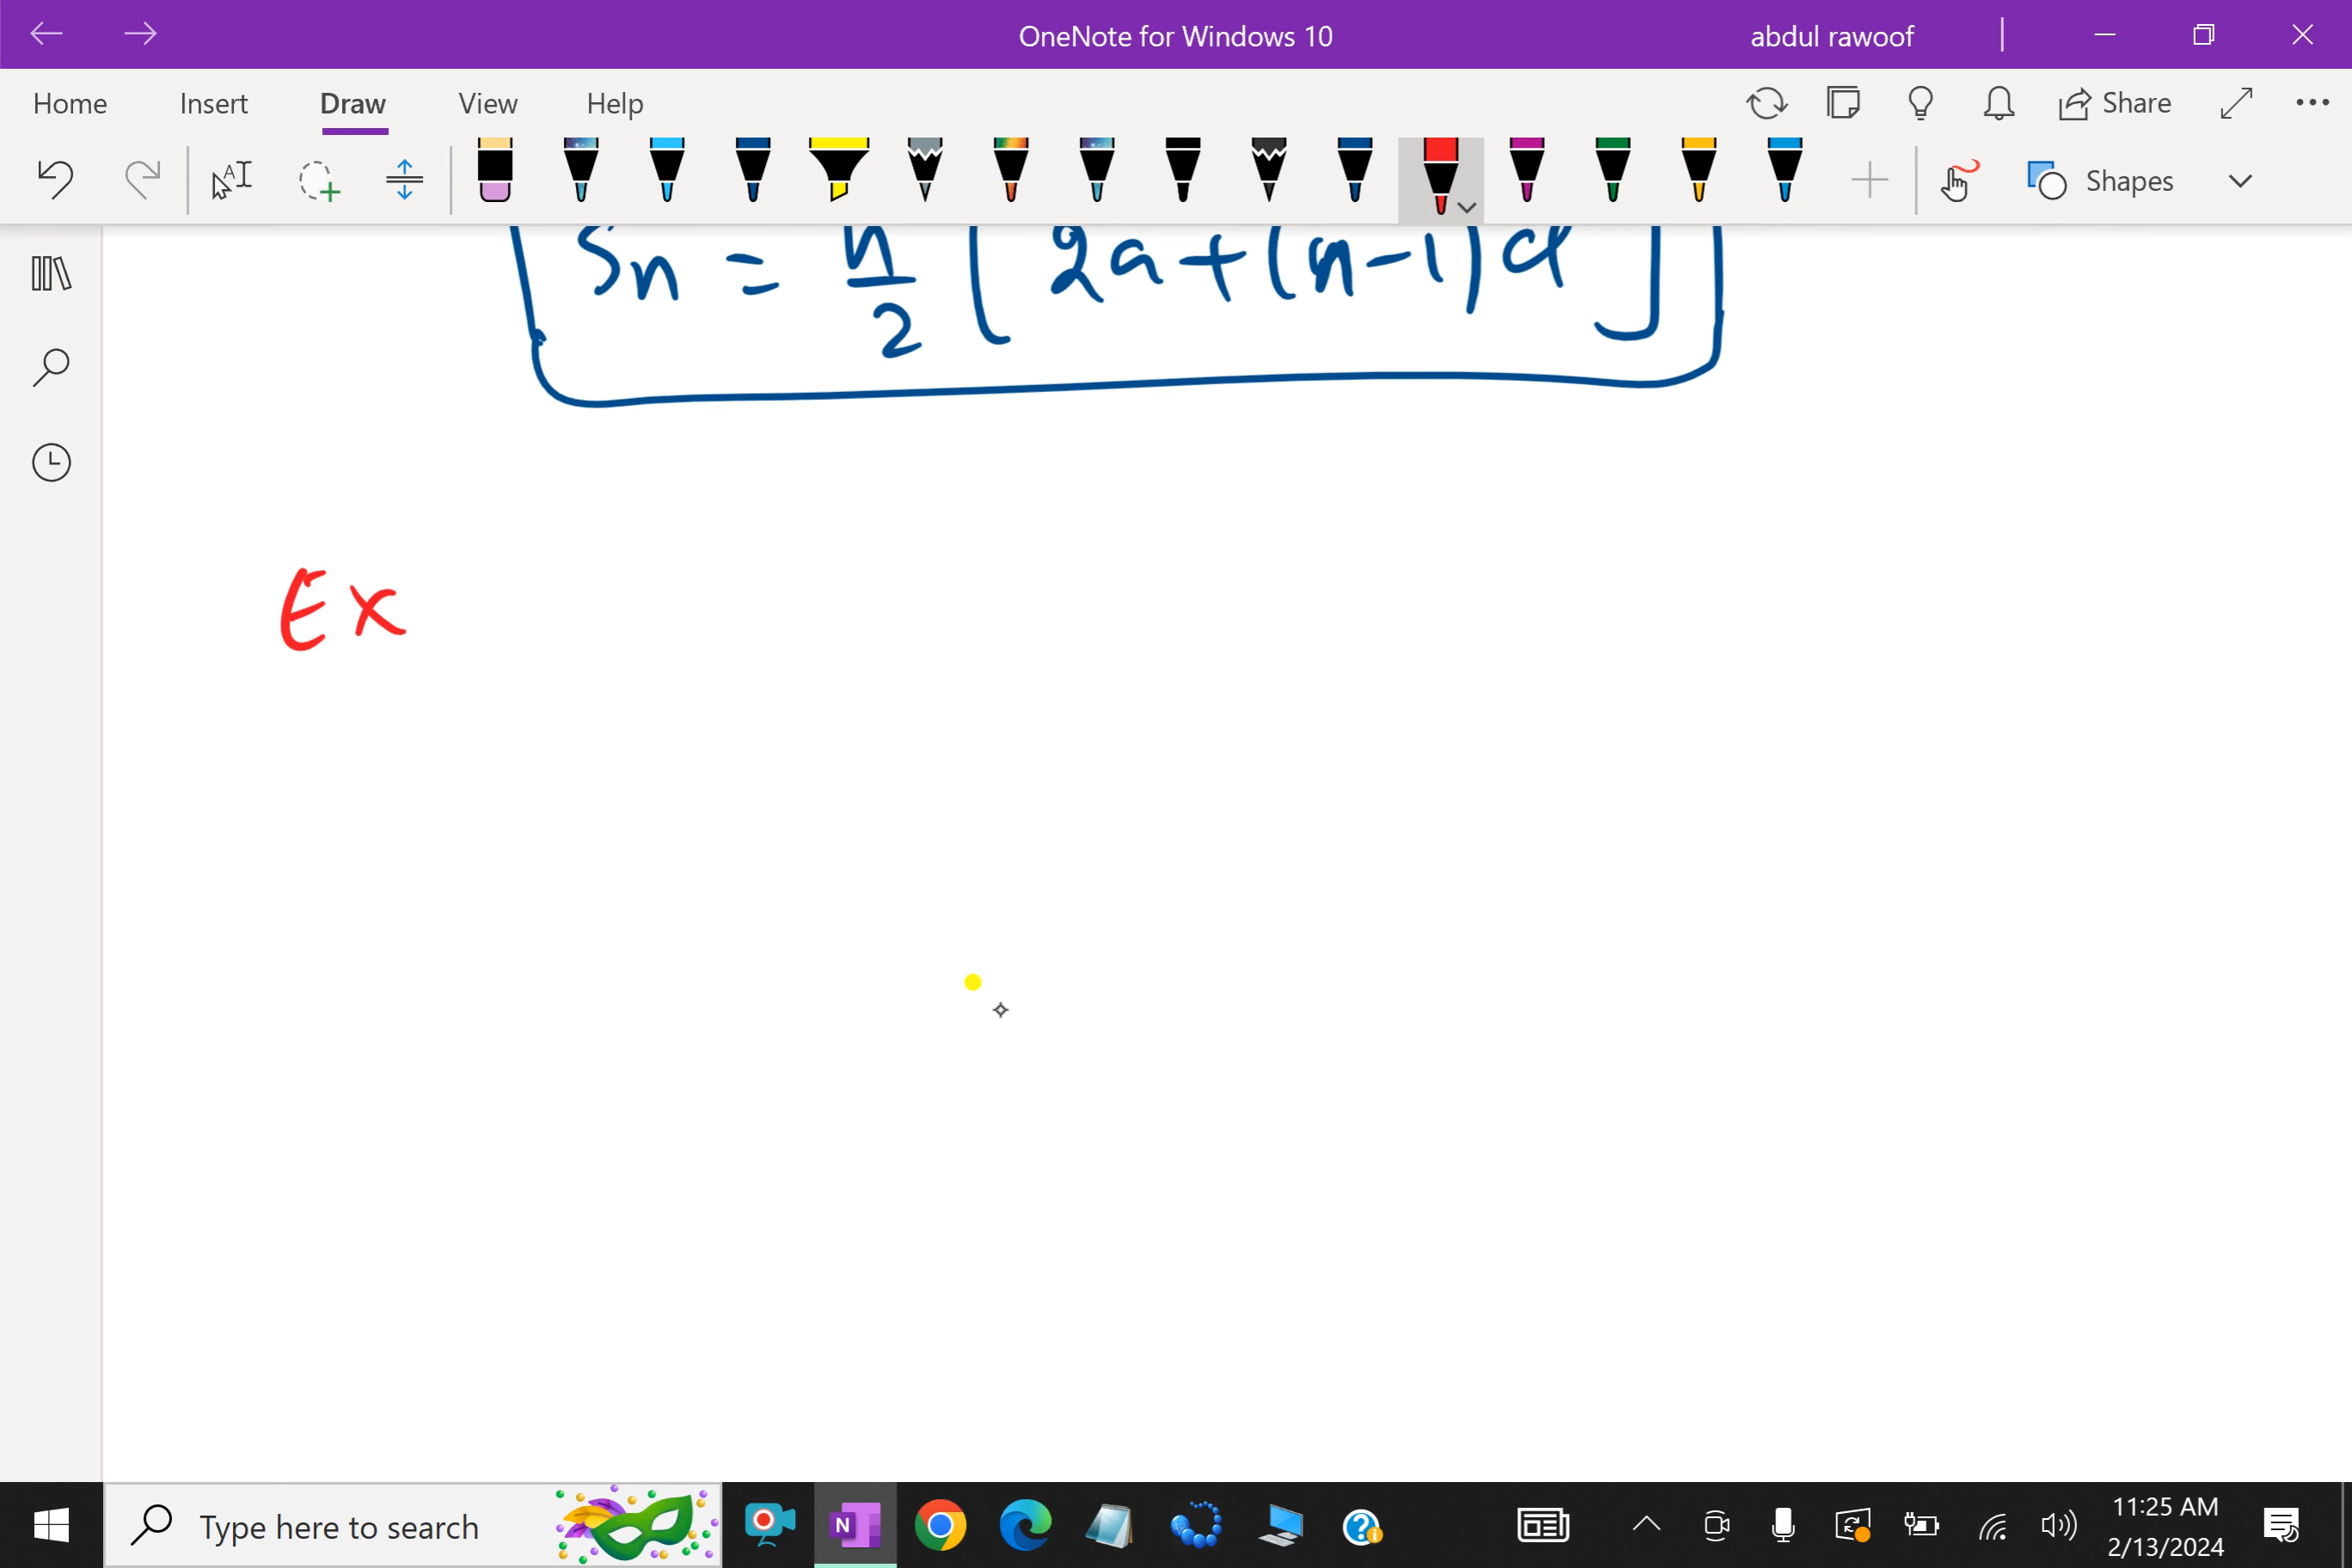 OneNote for Windows 10
abdul rawoof
Home Insert Draw View Help
Share
Shapes
Sn = n/2 [2a+(n-1)d]
Ex
Type here to search
11:25 AM
2/13/2024